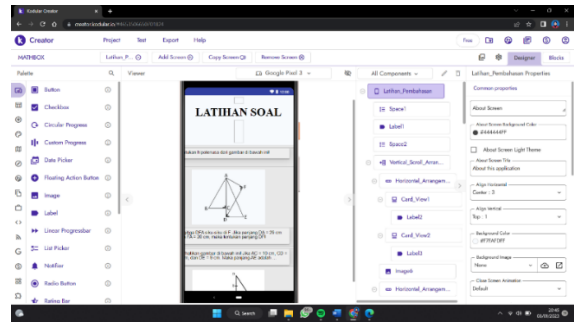 Kodular Creator
Creator
Project
Test
Export
Help
Free
MATHBOX
Latihan_P...
Add Screen
Copy Screen
Remove Screen
Designer
Blocks
Palette
Viewer
Google Pixel 3
All Components
Latihan_Pembahasan Properties
Button
Checkbox
Circular Progress
Custom Progress
Date Picker
Floating Action Button
Image
Label
Linear Progressbar
List Picker
Notifier
Radio Button
Rating Bar
LATIHAN SOAL
Latihan_Pembahasan
Space1
Label1
Space2
Vertical_Scroll_Arran...
Horizontal_Arrangem...
Card_View1
Label2
Card_View2
Label3
Image6
Horizontal_Arrangem...
Common properties
About Screen
About Screen Background Color
#444444FF
About Screen Light Theme
About Screen Title
About this application
Align Horizontal
Center : 3
Align Vertical
Top : 1
Background Color
Background Image
None
Close Screen Animation
Default
Search
20:45